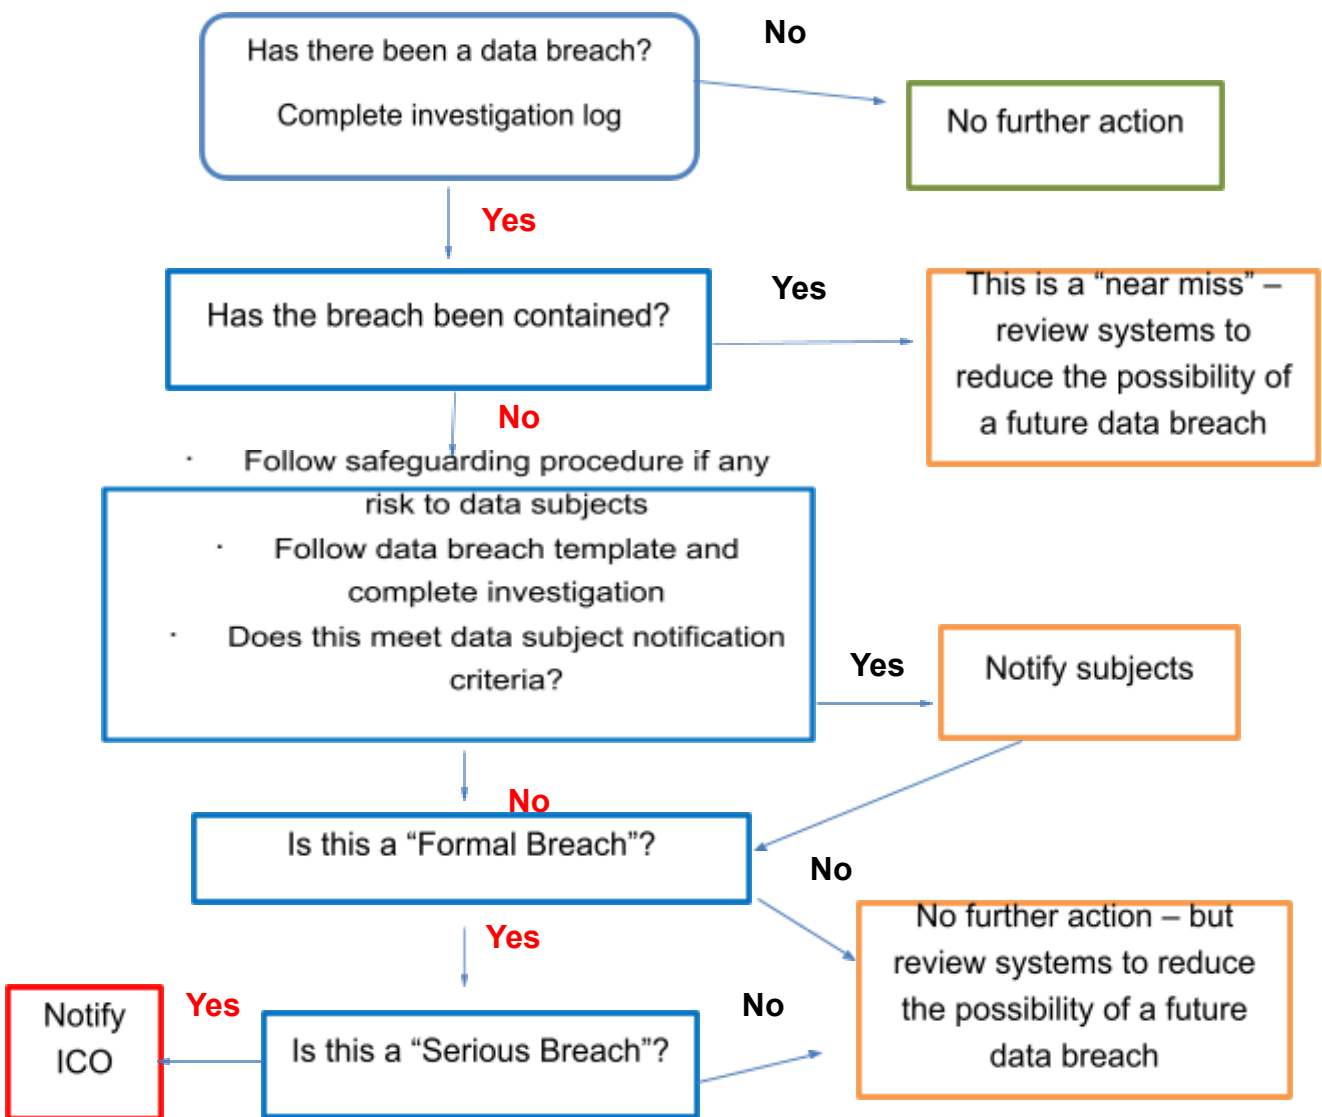 Has there been a data breach?
Complete investigation log
No
No further action
Yes
Has the breach been contained?
Yes
This is a “near miss” –
review systems to
reduce the possibility of
a future data breach
No
· Follow safeguarding procedure if any
risk to data subjects
· Follow data breach template and
complete investigation
· Does this meet data subject notification
criteria?
Yes
Notify subjects
No
Is this a “Formal Breach”?
No
No further action – but
review systems to reduce
the possibility of a future
data breach
Yes
Is this a “Serious Breach”?
No
Yes
Notify
ICO